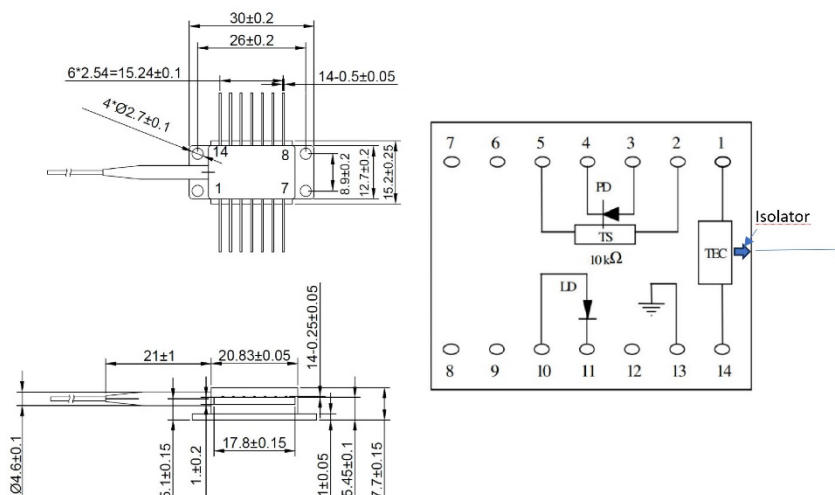 30±0.2
26±0.2
6*2.54=15.24±0.1
14-0.5±0.05
4*Ø2.7±0.1
14
8
1
7
8.9±0.2
12.7±0.2
15.2±0.25
21±1
20.83±0.05
14-0.25±0.05
17.8±0.15
Ø4.6±0.1
5.1±0.15
1.±0.2
1±0.05
5.45±0.1
7.7±0.15
7 6 5 4 3 2 1
PD
TS
10kΩ
Isolator
TEC
LD
8 9 10 11 12 13 14